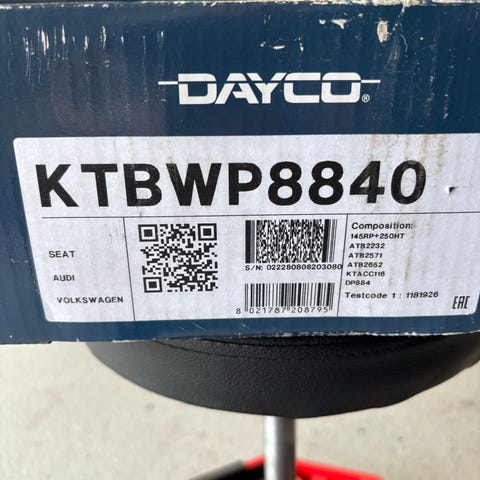 DAYCO®
KTBWP8840
SEAT
AUDI
VOLKSWAGEN
S/N: 022280808203080
8 021787 208795
Composition:
145RP+250HT
ATB2232
ATB2571
ATB2652
KTACC116
DP884
Testcode 1 : 1181926
EAC